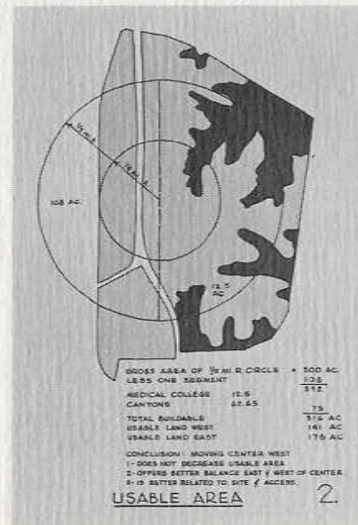 ½ MI. R.
¼ MI. R.
108 AC.
12.5
AC
GROSS AREA OF ½ MI R CIRCLE = 500 AC.
LESS ONE SEGMENT 108
392
MEDICAL COLLEGE 12.5
CANYONS 62.65
75
TOTAL BUILDABLE 316 AC
USABLE LAND WEST 141 AC
USABLE LAND EAST 175 AC
CONCLUSION: MOVING CENTER WEST
1- DOES NOT DECREASE USABLE AREA
2- OFFERS BETTER BALANCE EAST & WEST OF CENTER
3- IS BETTER RELATED TO SITE & ACCESS.
USABLE AREA 2.